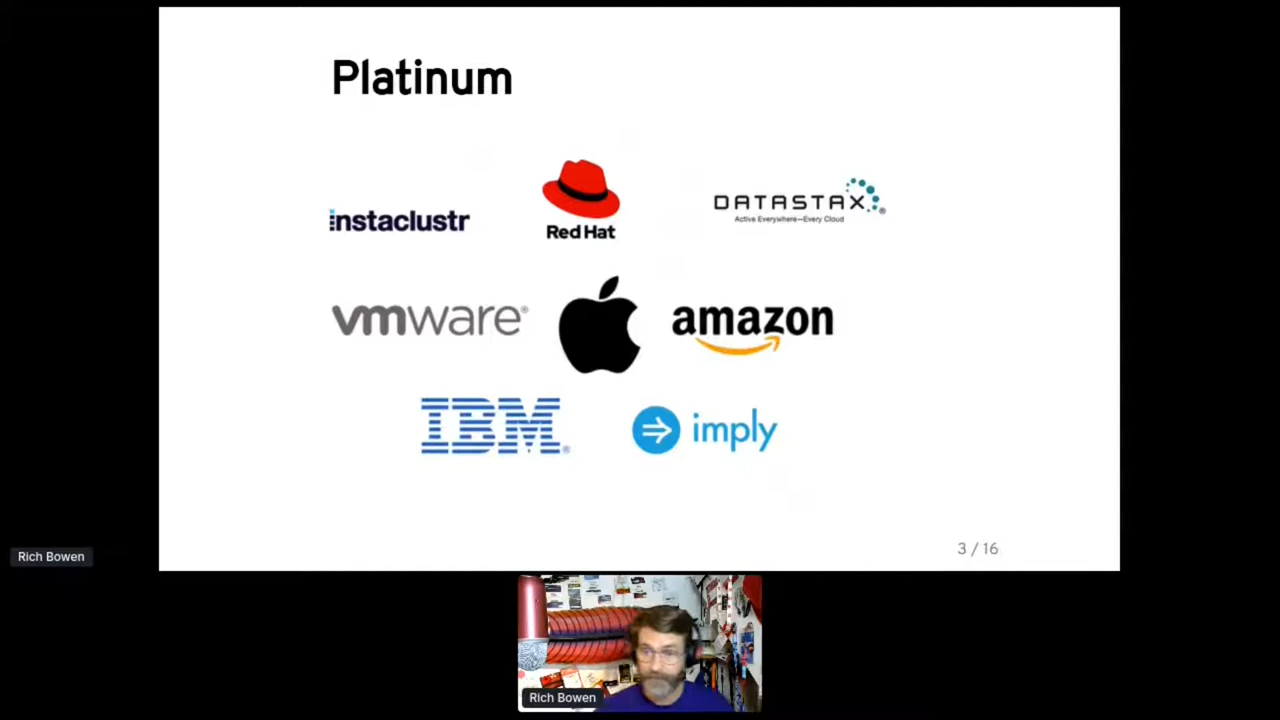 Platinum
instaclustr
Red Hat
DATASTAX®
Active Everywhere—Every Cloud
vmware®
amazon
IBM®
imply
3 / 16
Rich Bowen
Rich Bowen